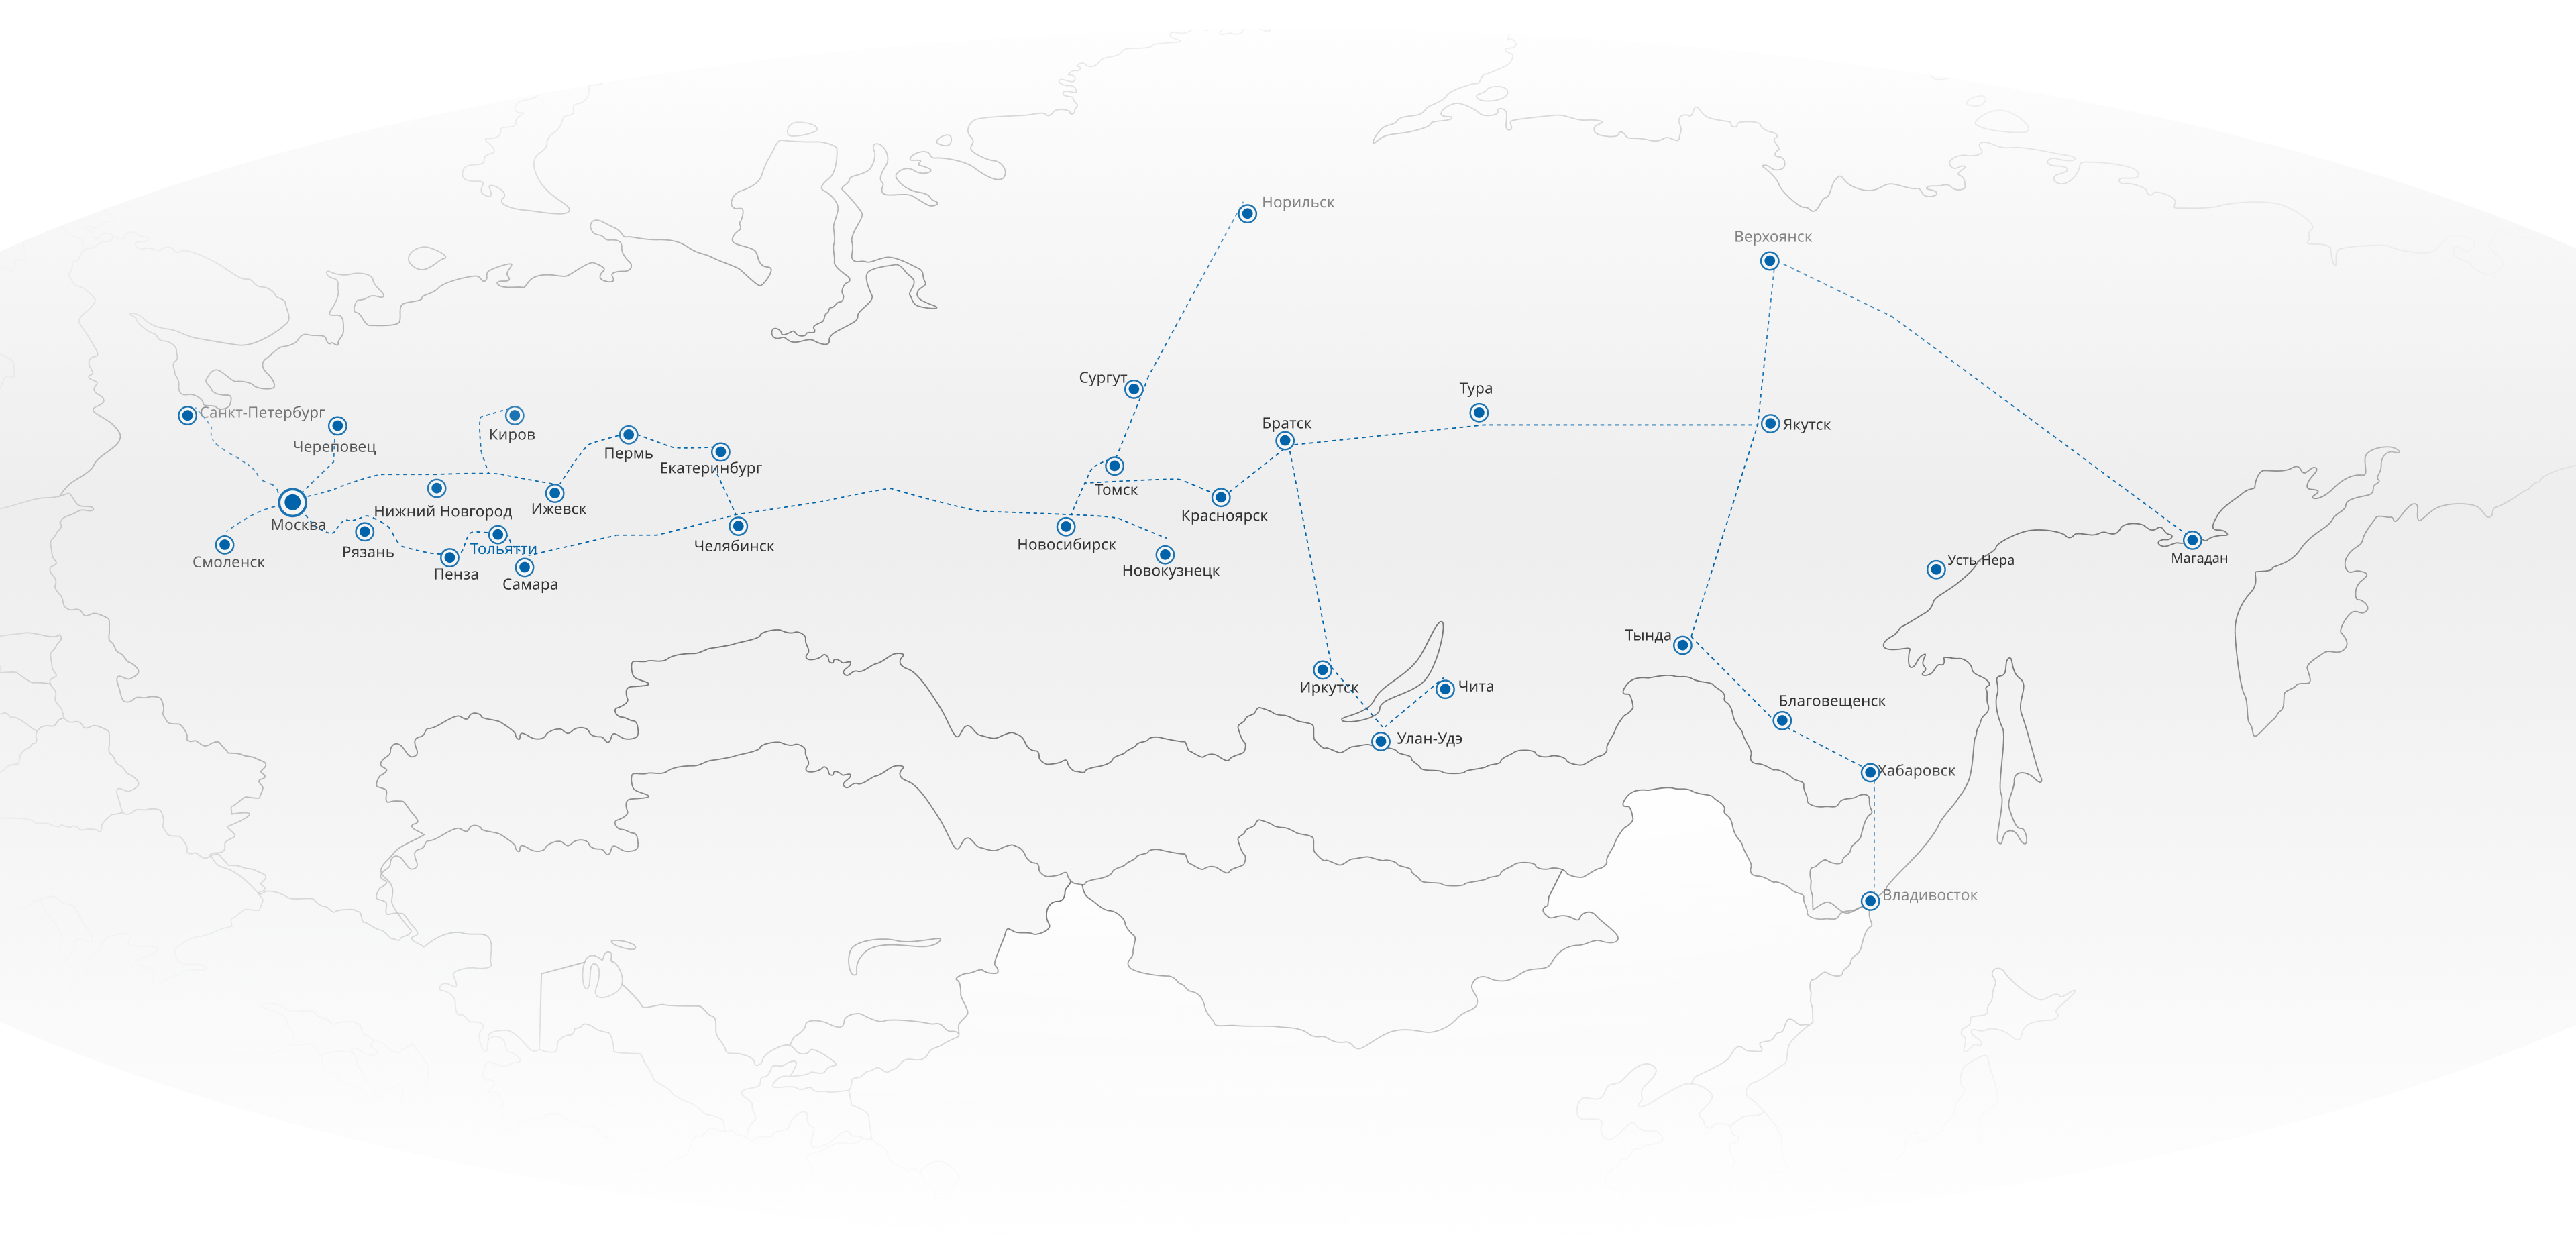 Норильск
Верхоянск
Сургут
Тура
Санкт-Петербург
Братск
Якутск
Киров
Череповец
Пермь
Екатеринбург
Томск
Ижевск
Нижний Новгород
Красноярск
Москва
Новосибирск
Челябинск
Тольятти
Рязань
Магадан
Усть-Нера
Смоленск
Новокузнецк
Пенза
Самара
Тында
Чита
Иркутск
Благовещенск
Улан-Удэ
Хабаровск
Владивосток